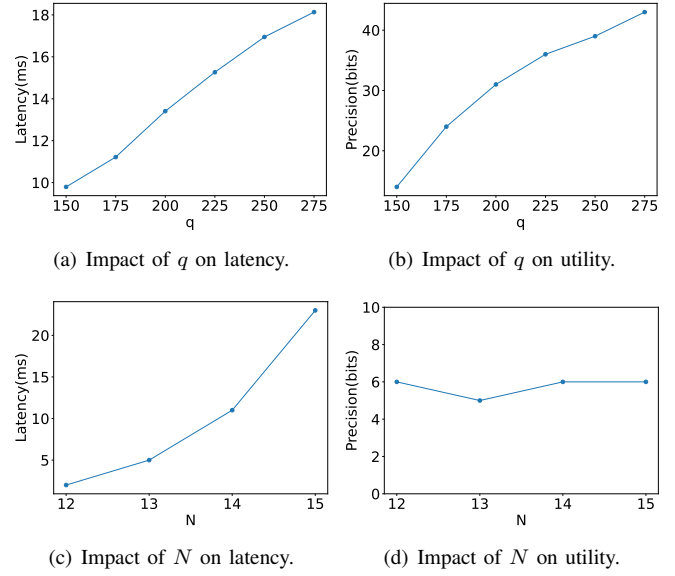 18
16
14
12
10
Latency(ms)
150 175 200 225 250 275
q
(a) Impact of q on latency.
40
30
20
Precision(bits)
150 175 200 225 250 275
q
(b) Impact of q on utility.
20
15
10
5
Latency(ms)
12 13 14 15
N
(c) Impact of N on latency.
10
8
6
4
2
0
Precision(bits)
12 13 14 15
N
(d) Impact of N on utility.